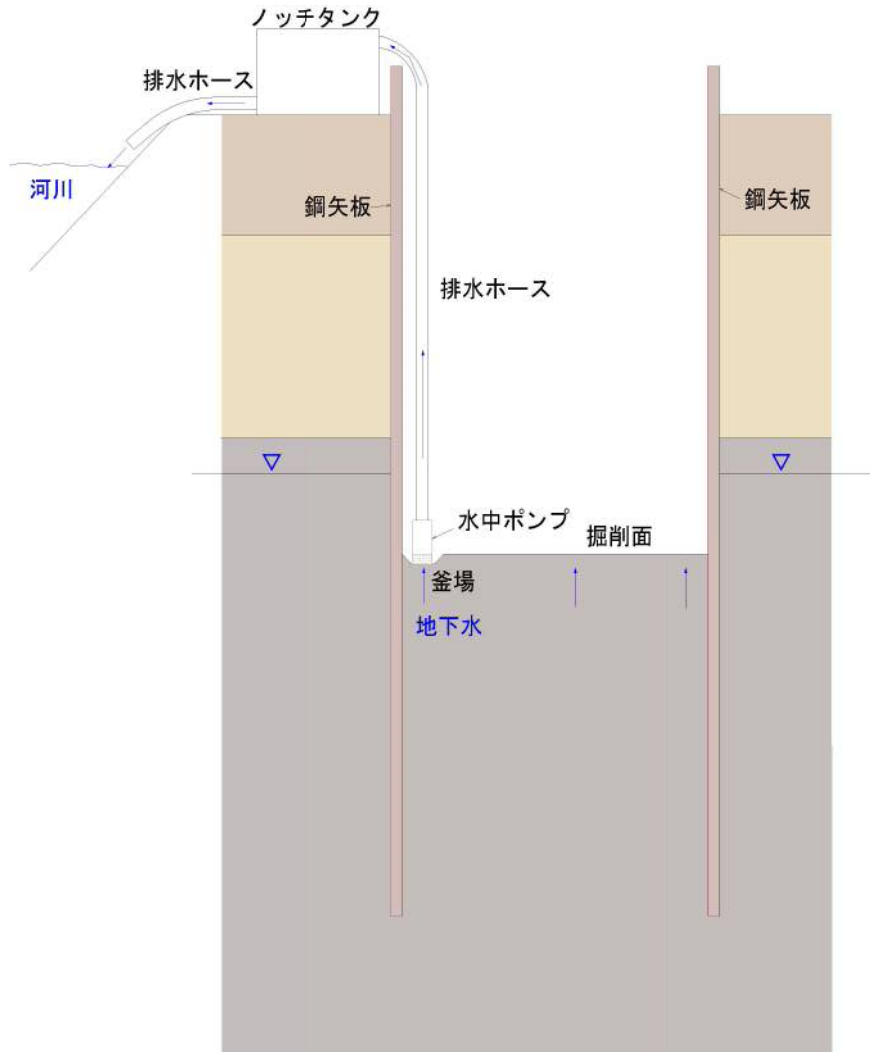 ノッチタンク
排水ホース
河川
鋼矢板
鋼矢板
排水ホース
水中ポンプ
掘削面
釜場
地下水